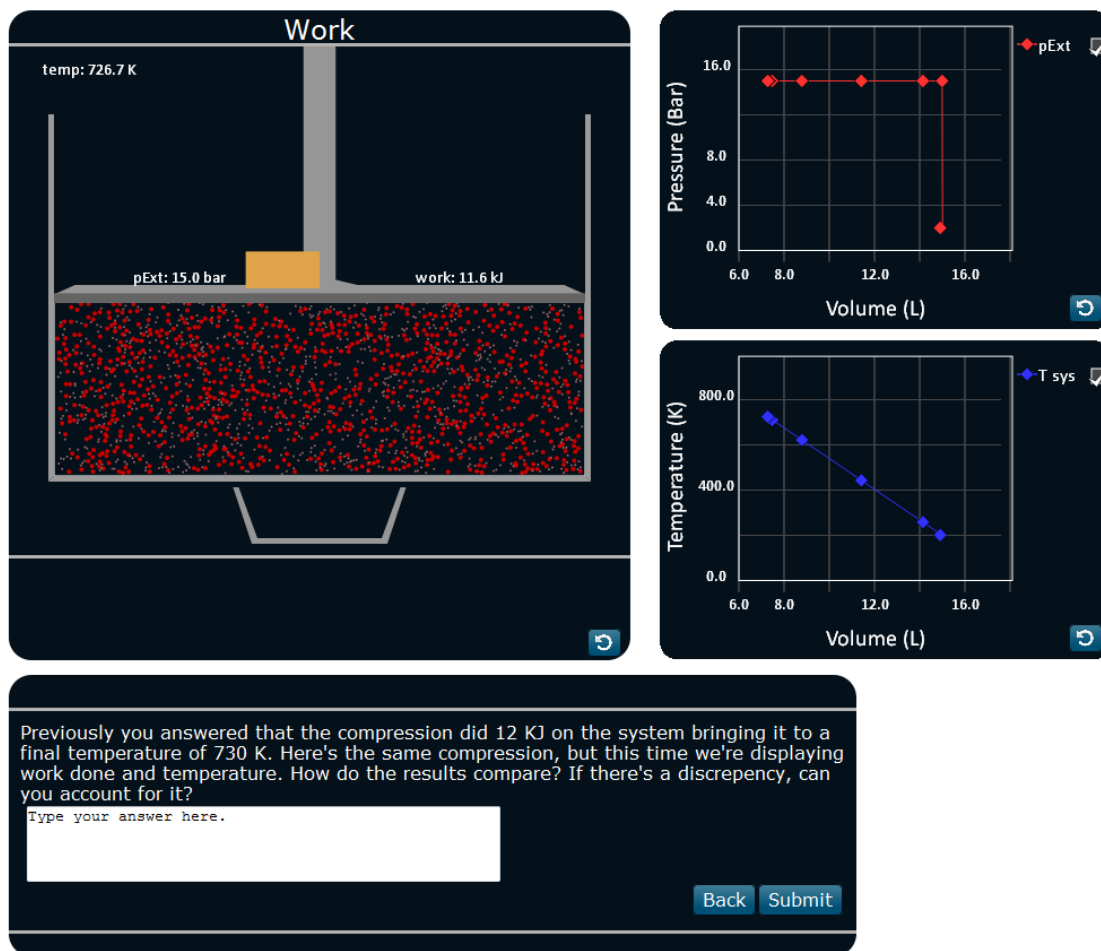 Work
temp: 726.7 K
pExt: 15.0 bar
work: 11.6 kJ
pExt
Pressure (Bar)
16.0
8.0
4.0
0.0
6.0 8.0 12.0 16.0
Volume (L)
T sys
Temperature (K)
800.0
400.0
0.0
6.0 8.0 12.0 16.0
Volume (L)
Previously you answered that the compression did 12 KJ on the system bringing it to a
final temperature of 730 K. Here's the same compression, but this time we're displaying
work done and temperature. How do the results compare? If there's a discrepency, can
you account for it?
Type your answer here.
Back Submit